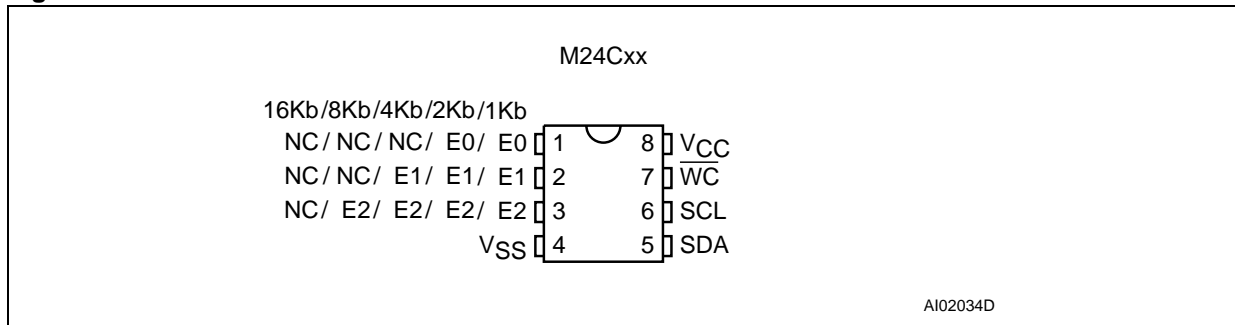 M24Cxx
16Kb/8Kb/4Kb/2Kb/1Kb
NC/ NC/ NC/ E0/ E0 1 8 VCC
NC/ NC/ E1/ E1/ E1 2 7 WC
NC/ E2/ E2/ E2/ E2 3 6 SCL
VSS 4 5 SDA
AI02034D